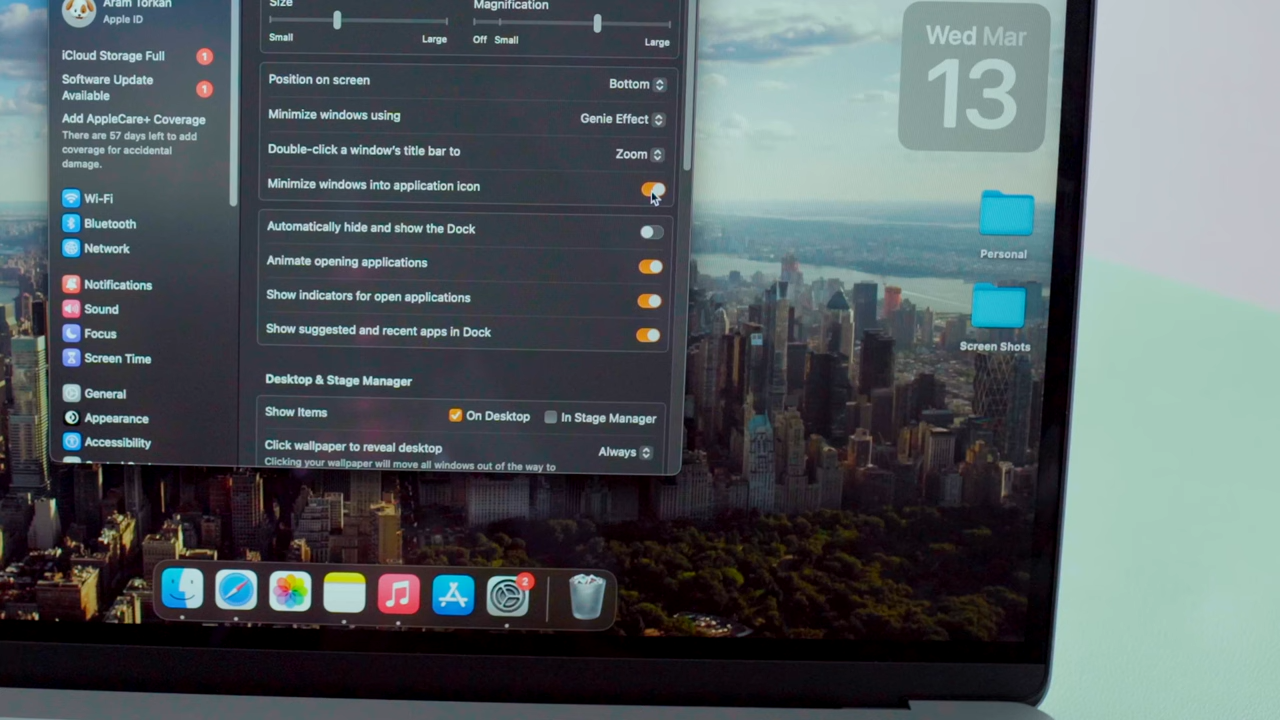 Aram Torkan
Apple ID
iCloud Storage Full
1
Software Update
Available
1
Add AppleCare+ Coverage
There are 57 days left to add
coverage for accidental
damage.
Wi-Fi
Bluetooth
Network
Notifications
Sound
Focus
Screen Time
General
Appearance
Accessibility
Size
Magnification
Small
Large
Off
Small
Large
Position on screen
Bottom
Minimize windows using
Genie Effect
Double-click a window's title bar to
Zoom
Minimize windows into application icon
Automatically hide and show the Dock
Animate opening applications
Show indicators for open applications
Show suggested and recent apps in Dock
Desktop & Stage Manager
Show Items
On Desktop
In Stage Manager
Click wallpaper to reveal desktop
Always
Clicking your wallpaper will move all windows out of the way to
Wed Mar
13
Personal
Screen Shots
2